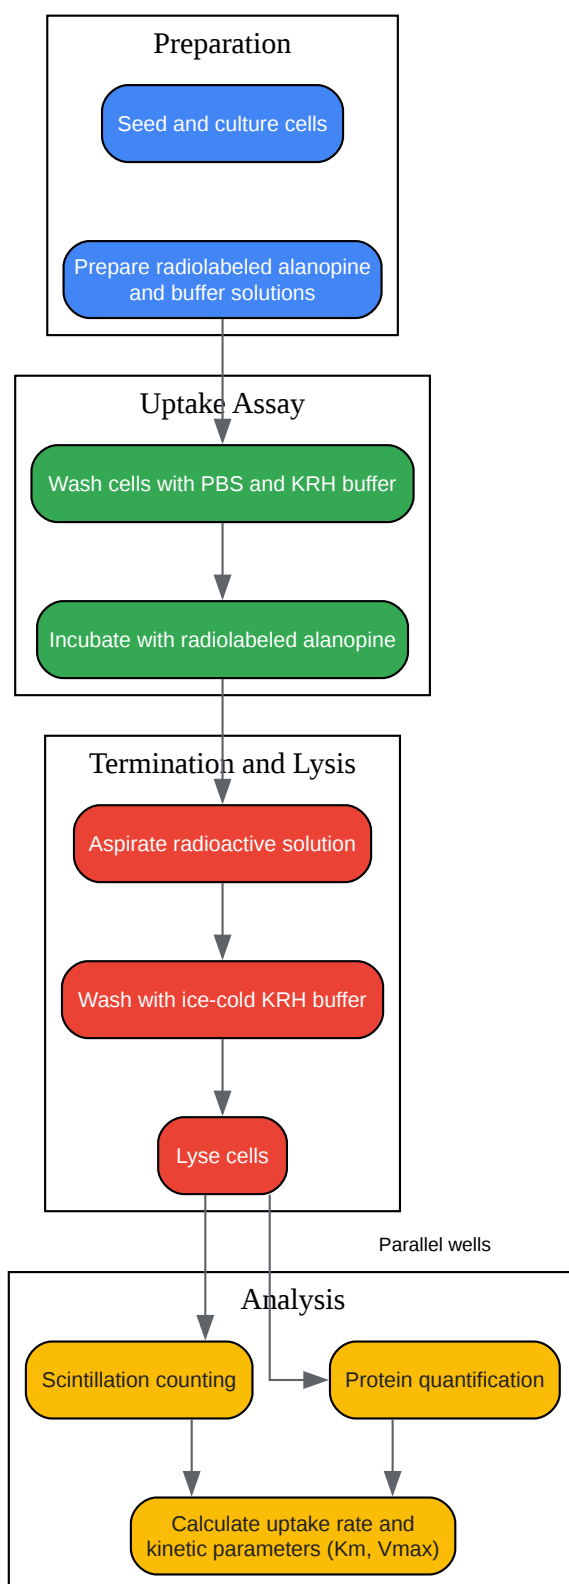 Preparation
Seed and culture cells
Prepare radiolabeled alanopine
and buffer solutions
Uptake Assay
Wash cells with PBS and KRH buffer
Incubate with radiolabeled alanopine
Termination and Lysis
Aspirate radioactive solution
Wash with ice-cold KRH buffer
Lyse cells
Parallel wells
Analysis
Scintillation counting
Protein quantification
Calculate uptake rate and
kinetic parameters (Km, Vmax)